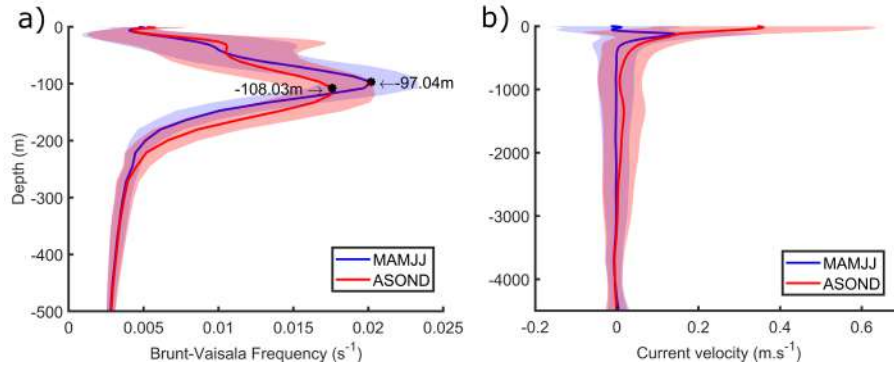 a)
0
-100
-200
-300
-400
-500
Depth (m)
-108.03m →
←-97.04m
MAMJJ
ASOND
0
0.005
0.01
0.015
0.02
0.025
Brunt-Vaisala Frequency (s-1)
b)
0
-1000
-2000
-3000
-4000
MAMJJ
ASOND
-0.2
0
0.2
0.4
0.6
Current velocity (m.s-1)